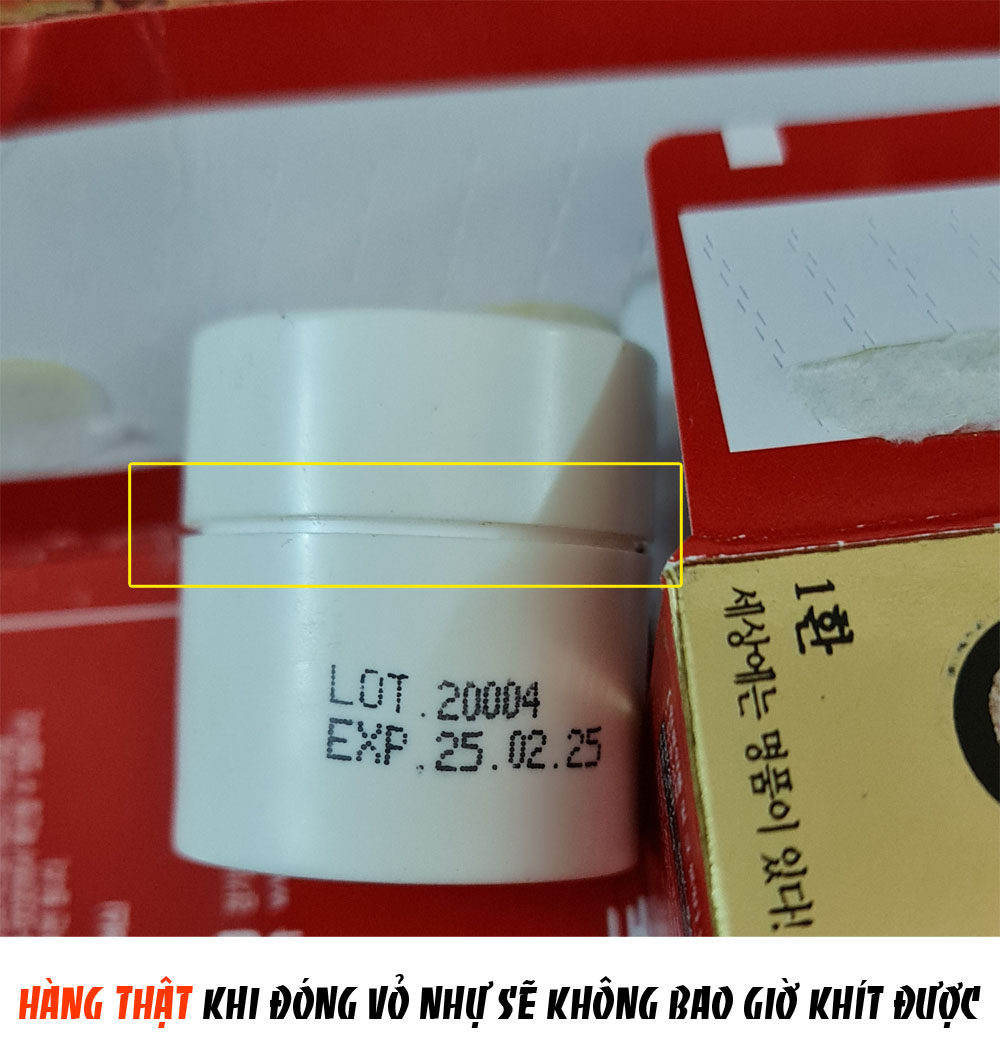 LOT.20004
EXP.25.02.25
1환
세상에는 명품이 있다!
HÀNG THẬT KHI ĐÓNG VỎ NHỰ SẼ KHÔNG BAO GIỜ KHÍT ĐƯỢC